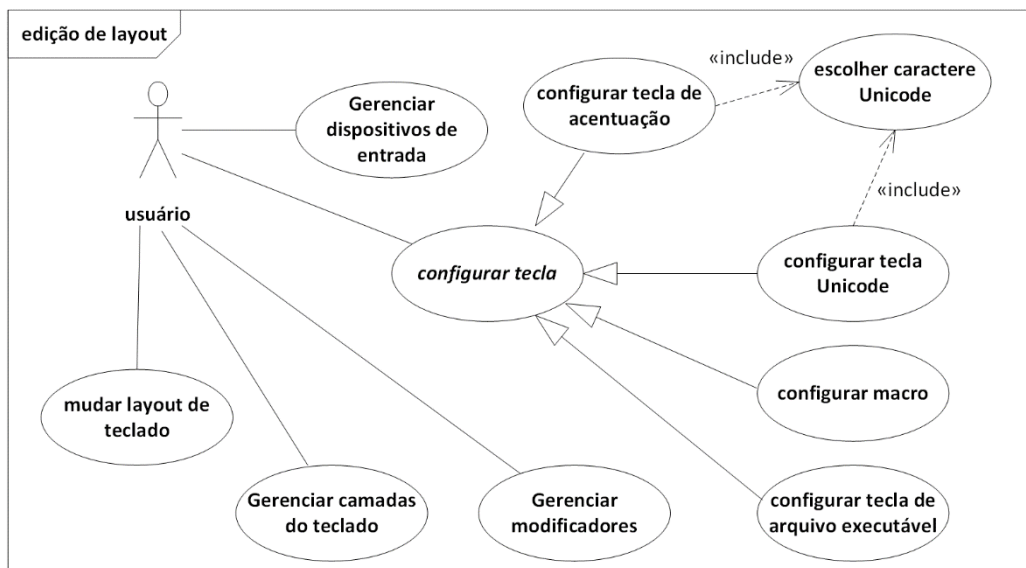 edição de layout
Gerenciar
dispositivos de
entrada
configurar tecla de
acentuação
«include»
escolher caractere
Unicode
«include»
usuário
configurar tecla
configurar tecla
Unicode
configurar macro
mudar layout de
teclado
Gerenciar camadas
do teclado
Gerenciar
modificadores
configurar tecla de
arquivo executável